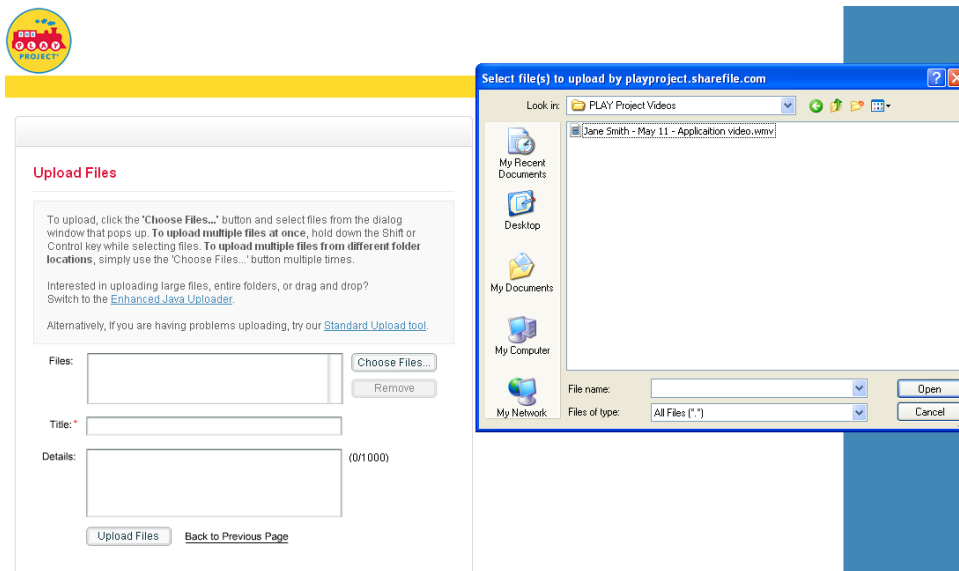 THE
PLAY
PROJECT
Select file(s) to upload by playproject.sharefile.com
Look in:
PLAY Project Videos
Jane Smith - May 11 - Applicaition video.wmv
My Recent
Documents
Desktop
My Documents
My Computer
My Network
File name:
Open
Files of type:
All Files (*.*)
Cancel
Upload Files
To upload, click the 'Choose Files...' button and select files from the dialog
window that pops up. To upload multiple files at once, hold down the Shift or
Control key while selecting files. To upload multiple files from different folder
locations, simply use the 'Choose Files...' button multiple times.
Interested in uploading large files, entire folders, or drag and drop?
Switch to the Enhanced Java Uploader.
Alternatively, If you are having problems uploading, try our Standard Upload tool.
Files:
Choose Files...
Remove
Title:*
Details:
(0/1000)
Upload Files
Back to Previous Page